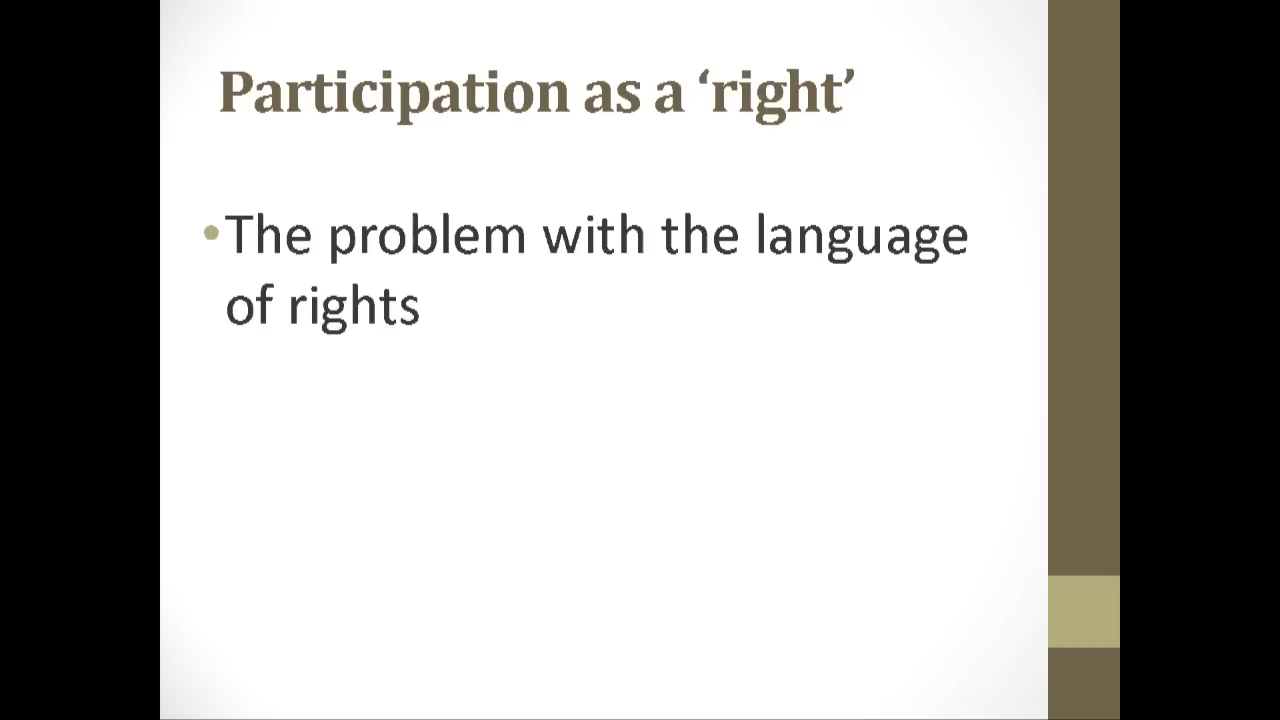 Participation as a ‘right’
•The problem with the language
of rights